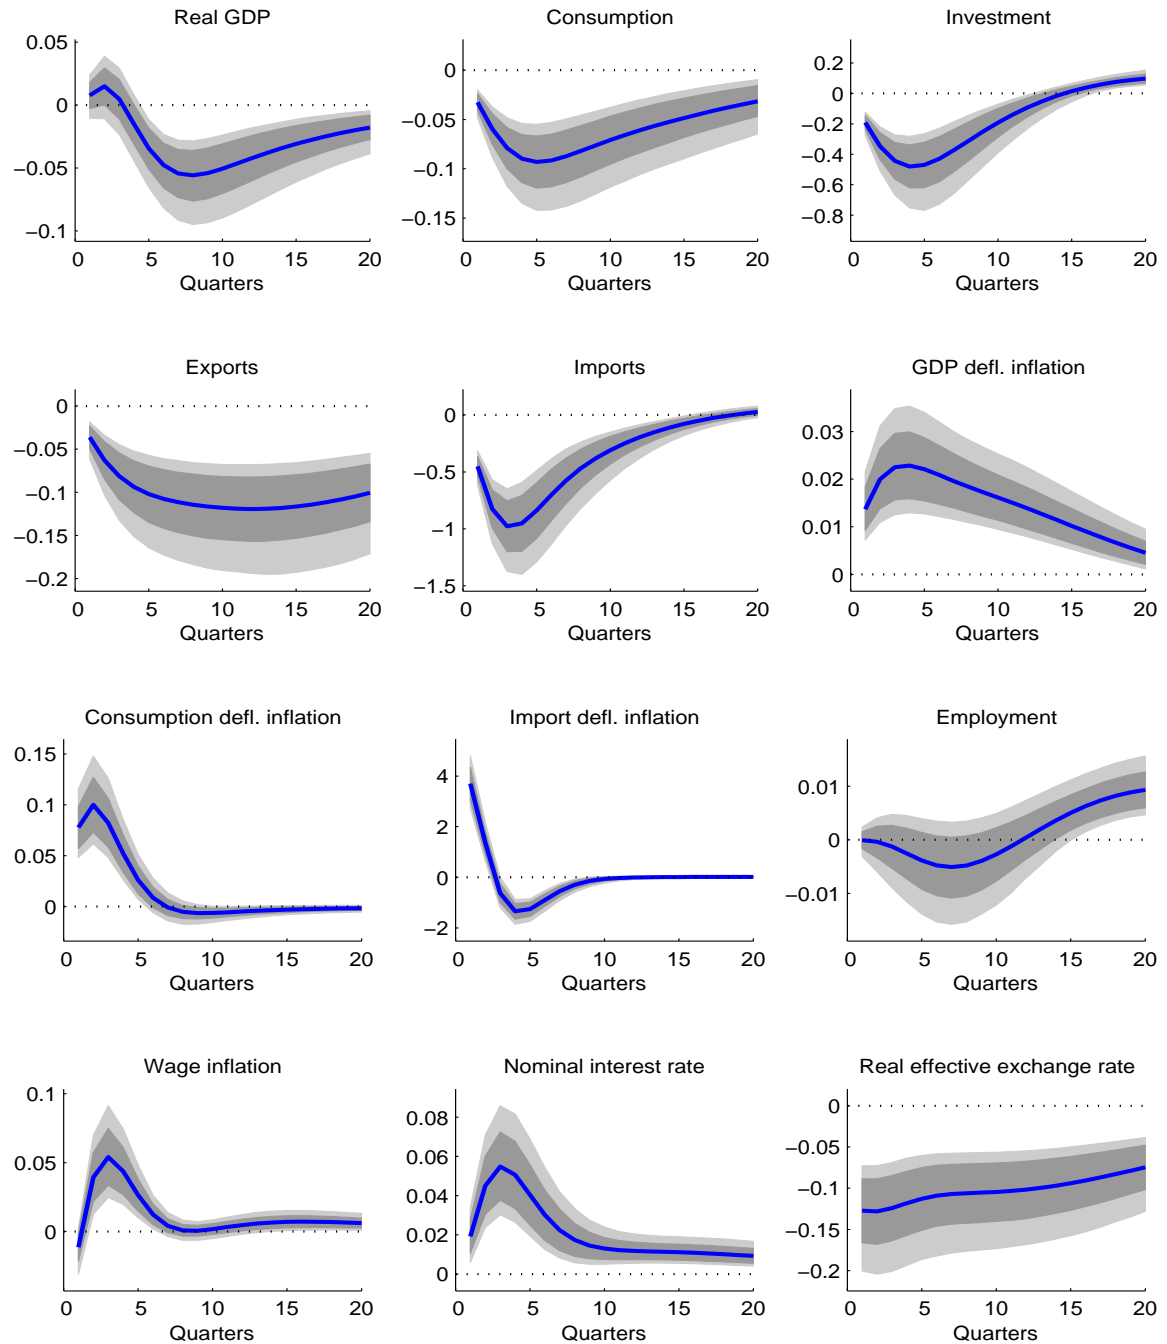 Real GDP
Consumption
Investment
0.05
0
−0.05
−0.1
0
−0.05
−0.1
−0.15
0.2
0
−0.2
−0.4
−0.6
−0.8
0 5 10 15 20
0 5 10 15 20
0 5 10 15 20
Quarters
Quarters
Quarters
Exports
Imports
GDP defl. inflation
0
−0.05
−0.1
−0.15
−0.2
0
−0.5
−1
−1.5
0.03
0.02
0.01
0
0 5 10 15 20
0 5 10 15 20
0 5 10 15 20
Quarters
Quarters
Quarters
Consumption defl. inflation
Import defl. inflation
Employment
0.15
0.1
0.05
0
4
2
0
−2
0.01
0
−0.01
0 5 10 15 20
0 5 10 15 20
0 5 10 15 20
Quarters
Quarters
Quarters
Wage inflation
Nominal interest rate
Real effective exchange rate
0.1
0.05
0
0.08
0.06
0.04
0.02
0
0
−0.05
−0.1
−0.15
−0.2
0 5 10 15 20
0 5 10 15 20
0 5 10 15 20
Quarters
Quarters
Quarters